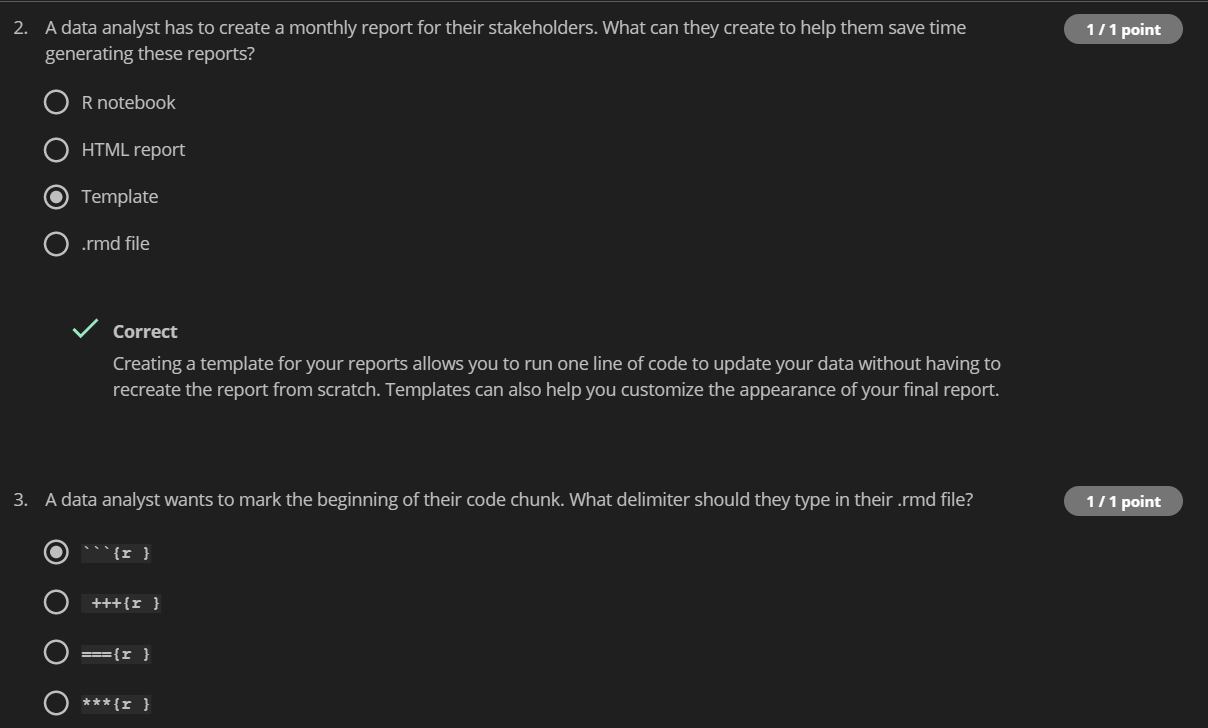 2. A data analyst has to create a monthly report for their stakeholders. What can they create to help them save time
1 / 1 point
generating these reports?
R notebook
HTML report
Template
.rmd file
Correct
Creating a template for your reports allows you to run one line of code to update your data without having to
recreate the report from scratch. Templates can also help you customize the appearance of your final report.
3. A data analyst wants to mark the beginning of their code chunk. What delimiter should they type in their .rmd file?
1 / 1 point
```{r }
+++{r }
==={r }
***{r }